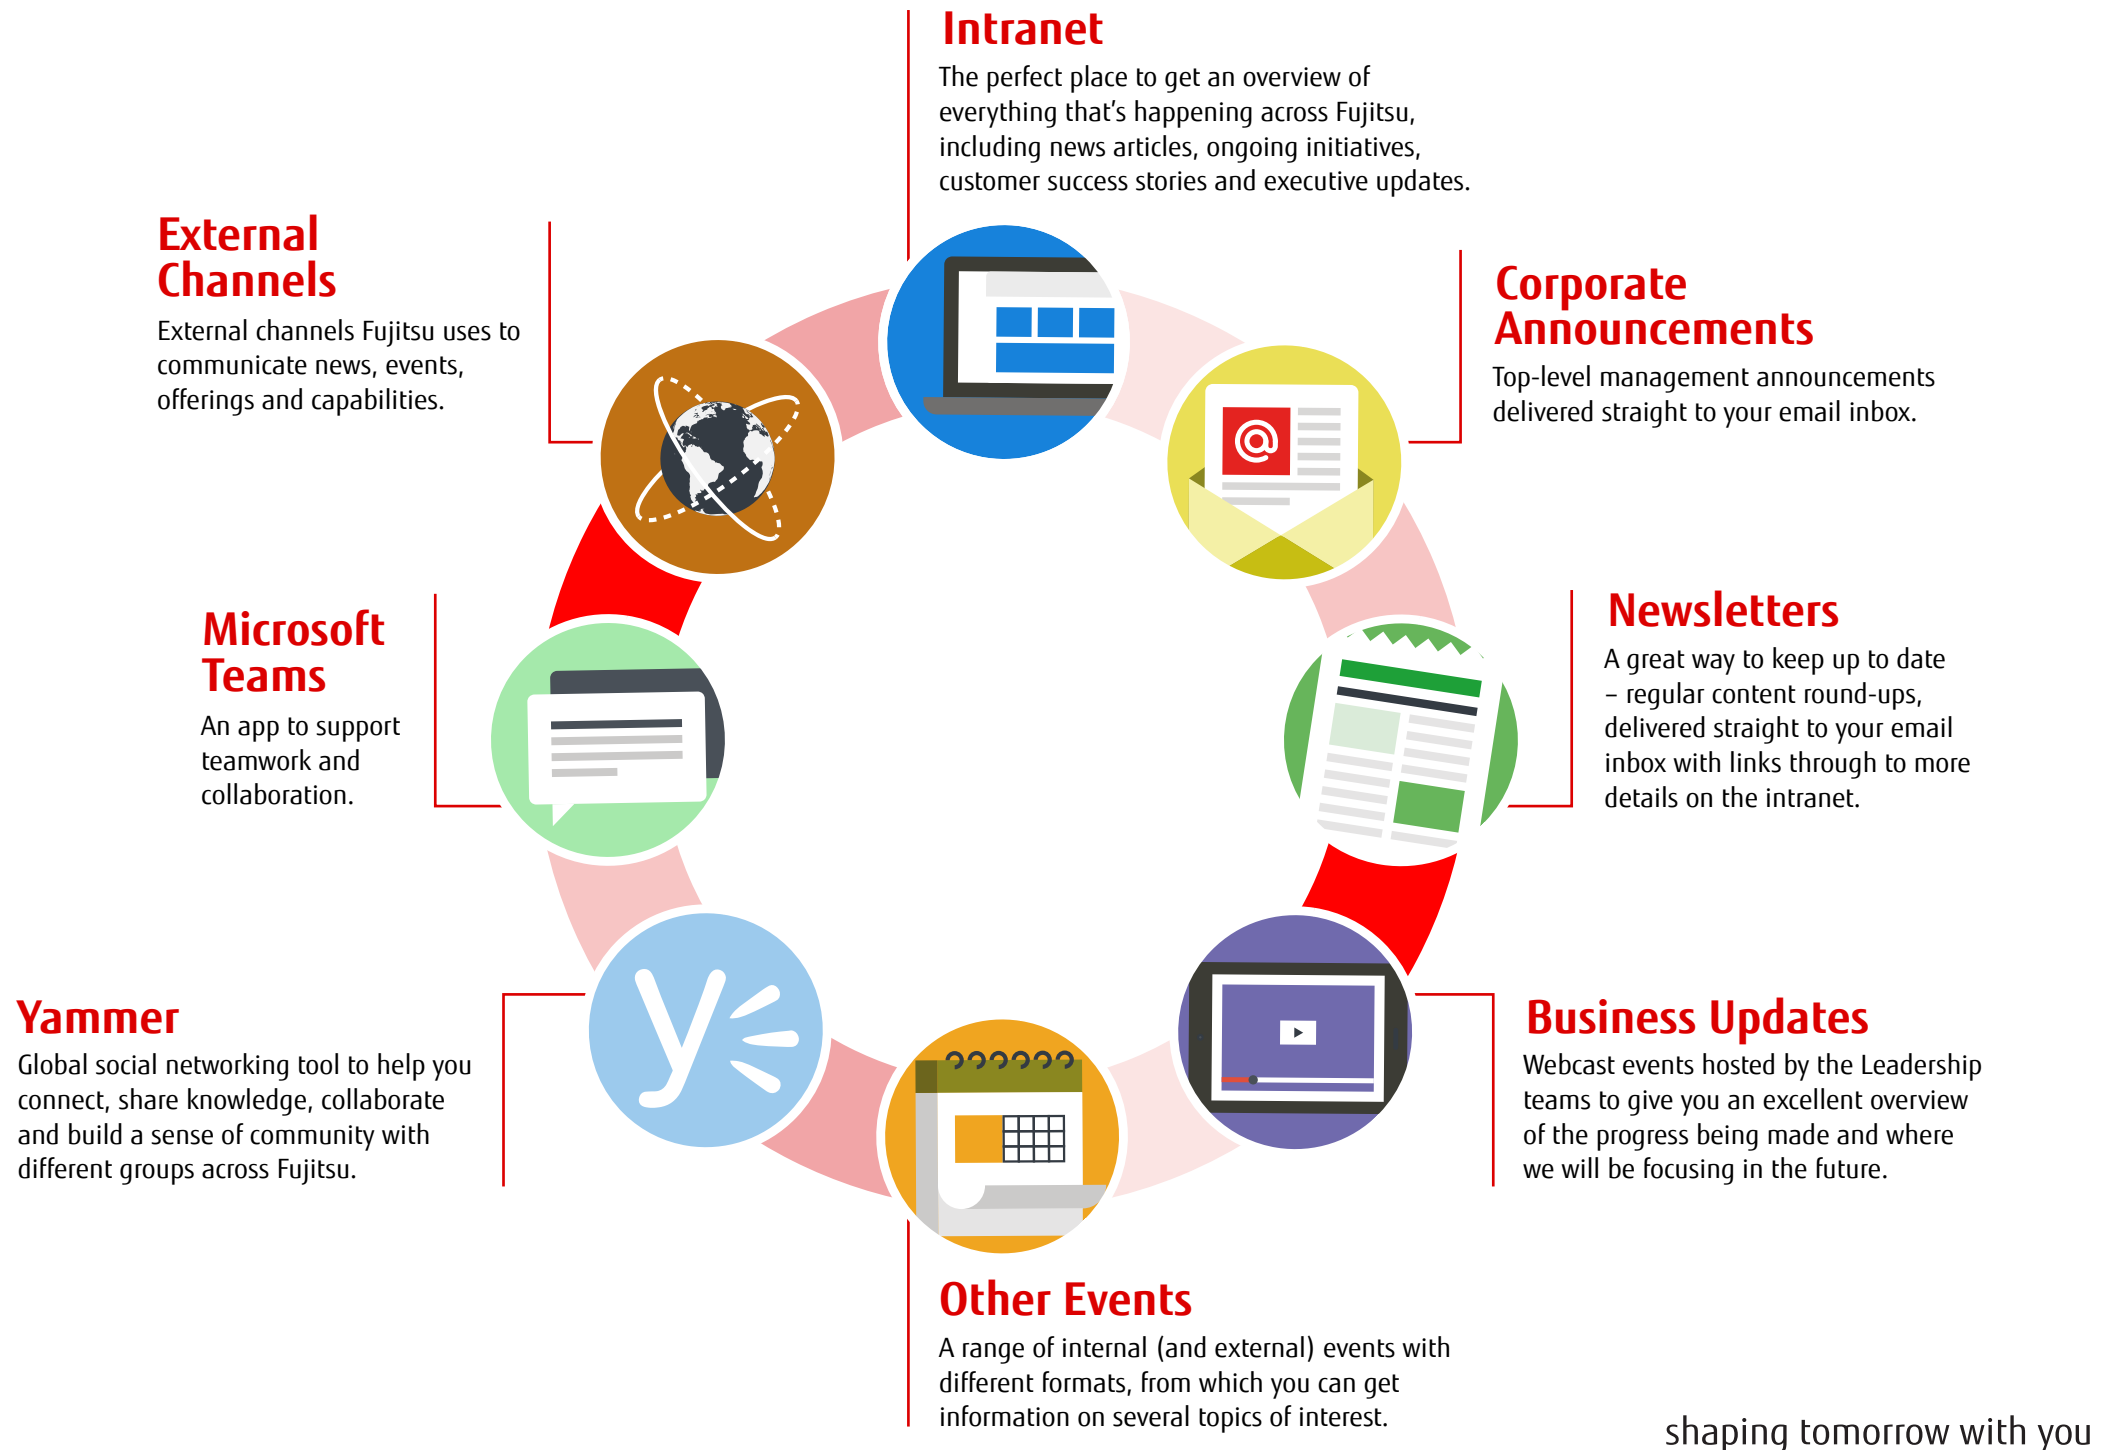 Intranet
The perfect place to get an overview of
everything that's happening across Fujitsu,
including news articles, ongoing initiatives,
customer success stories and executive updates.
External
Channels
External channels Fujitsu uses to
communicate news, events,
offerings and capabilities.
Corporate
Announcements
Top-level management announcements
delivered straight to your email inbox.
Microsoft
Teams
An app to support
teamwork and
collaboration.
Newsletters
A great way to keep up to date
– regular content round-ups,
delivered straight to your email
inbox with links through to more
details on the intranet.
Yammer
Global social networking tool to help you
connect, share knowledge, collaborate
and build a sense of community with
different groups across Fujitsu.
Business Updates
Webcast events hosted by the Leadership
teams to give you an excellent overview
of the progress being made and where
we will be focusing in the future.
Other Events
A range of internal (and external) events with
different formats, from which you can get
information on several topics of interest.
shaping tomorrow with you